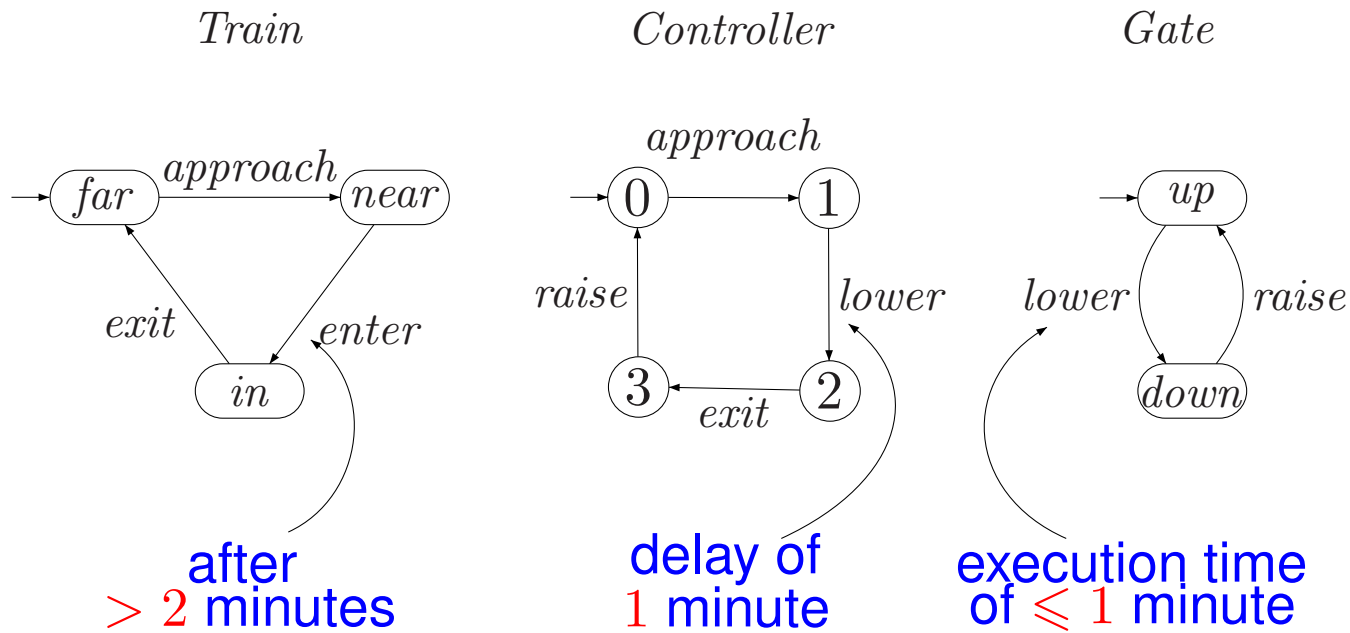 Train
Controller
Gate
approach
far
near
exit
enter
in
approach
0
1
raise
lower
3
2
exit
up
lower
raise
down
after
> 2 minutes
delay of
1 minute
execution time
of ⩽ 1 minute